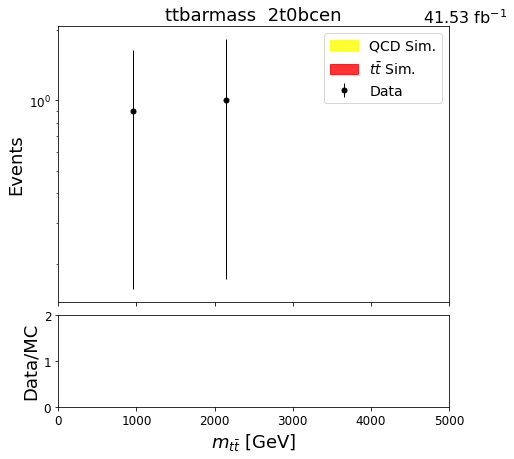 ttbarmass 2t0bcen
41.53 fb⁻¹
QCD Sim.
tt̄ Sim.
Data
10⁰
Events
2
1
0
Data/MC
0 1000 2000 3000 4000 5000
m_tt̄ [GeV]